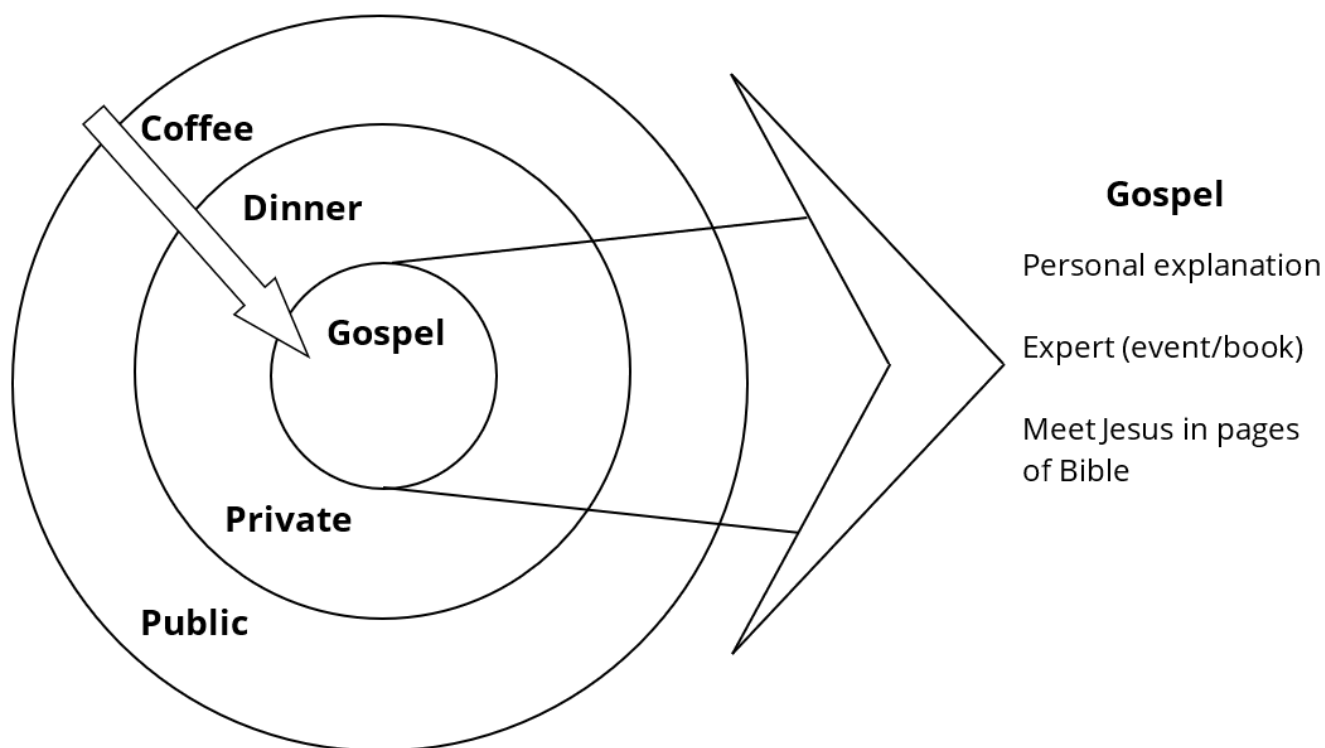 Coffee
Dinner
Gospel
Private
Public
Gospel
Personal explanation
Expert (event/book)
Meet Jesus in pages
of Bible